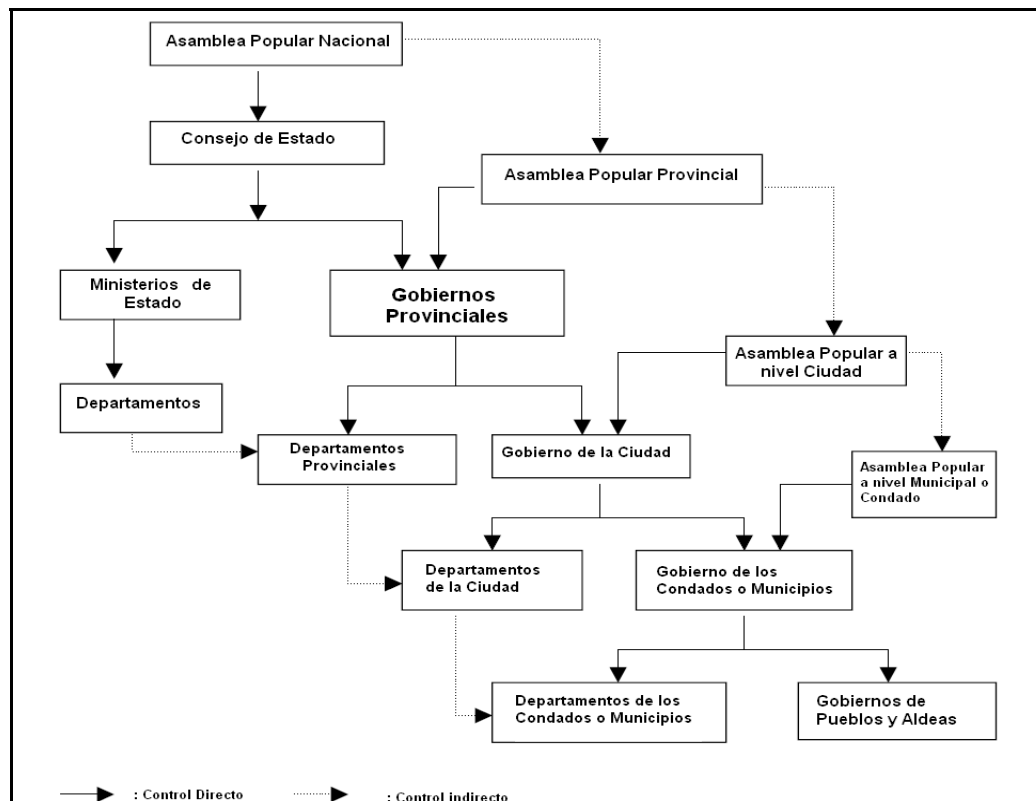 Asamblea Popular Nacional
Consejo de Estado
Asamblea Popular Provincial
Ministerios de
Estado
Gobiernos
Provinciales
Asamblea Popular a
nivel Ciudad
Departamentos
Departamentos
Provinciales
Gobierno de la Ciudad
Asamblea Popular
a nivel Municipal o
Condado
Departamentos
de la Ciudad
Gobierno de los
Condados o Municipios
Departamentos de los
Condados o Municipios
Gobiernos de
Pueblos y Aldeas
: Control Directo
: Control indirecto